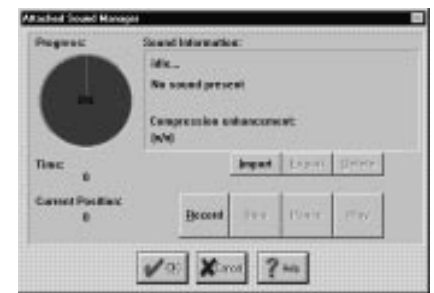 Attached Sound Manager
Progress:
Sound Information:
Idle...
No sound present
0%
Compression enhancement:
(n/a)
Time:
0
Import Export Delete
Current Position:
0
Record Stop Pause Play
OK Cancel ? Help